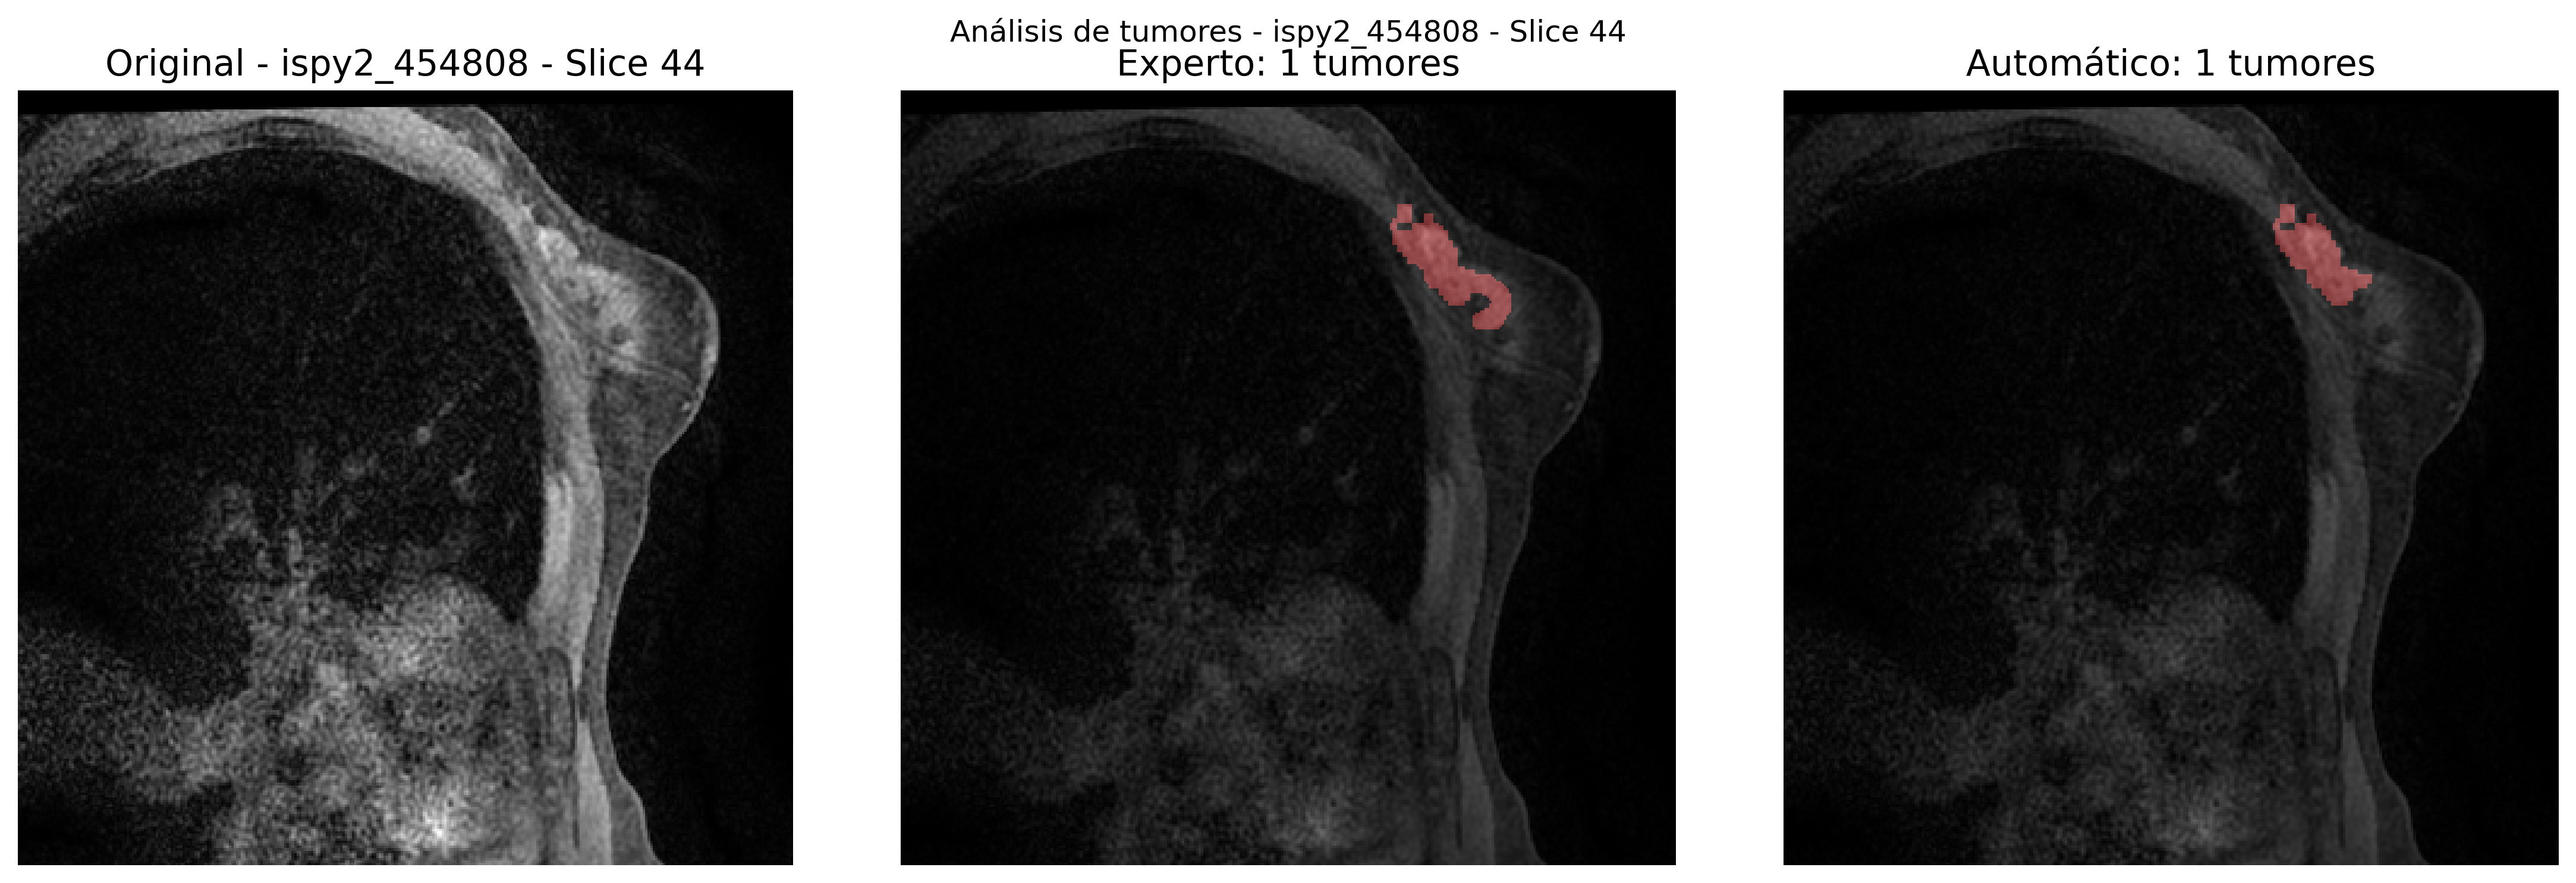 Análisis de tumores - ispy2_454808 - Slice 44
Original - ispy2_454808 - Slice 44
Experto: 1 tumores
Automático: 1 tumores